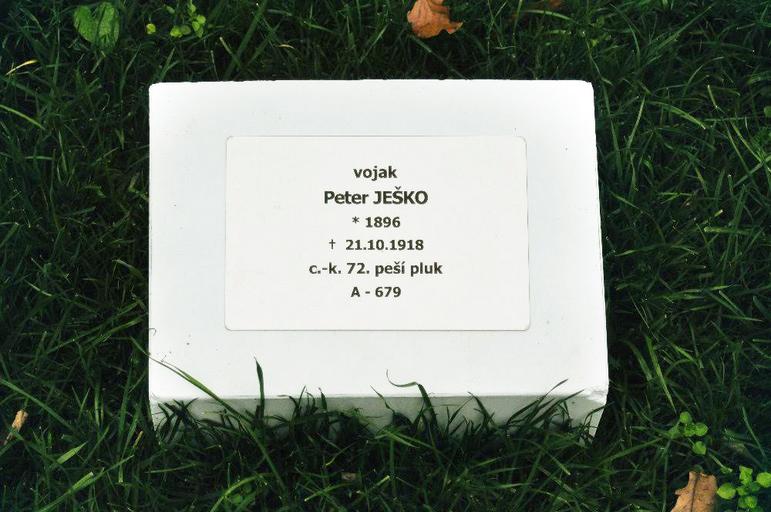 vojak
Peter JEŠKO
* 1896
† 21.10.1918
c.-k. 72. peší pluk
A - 679